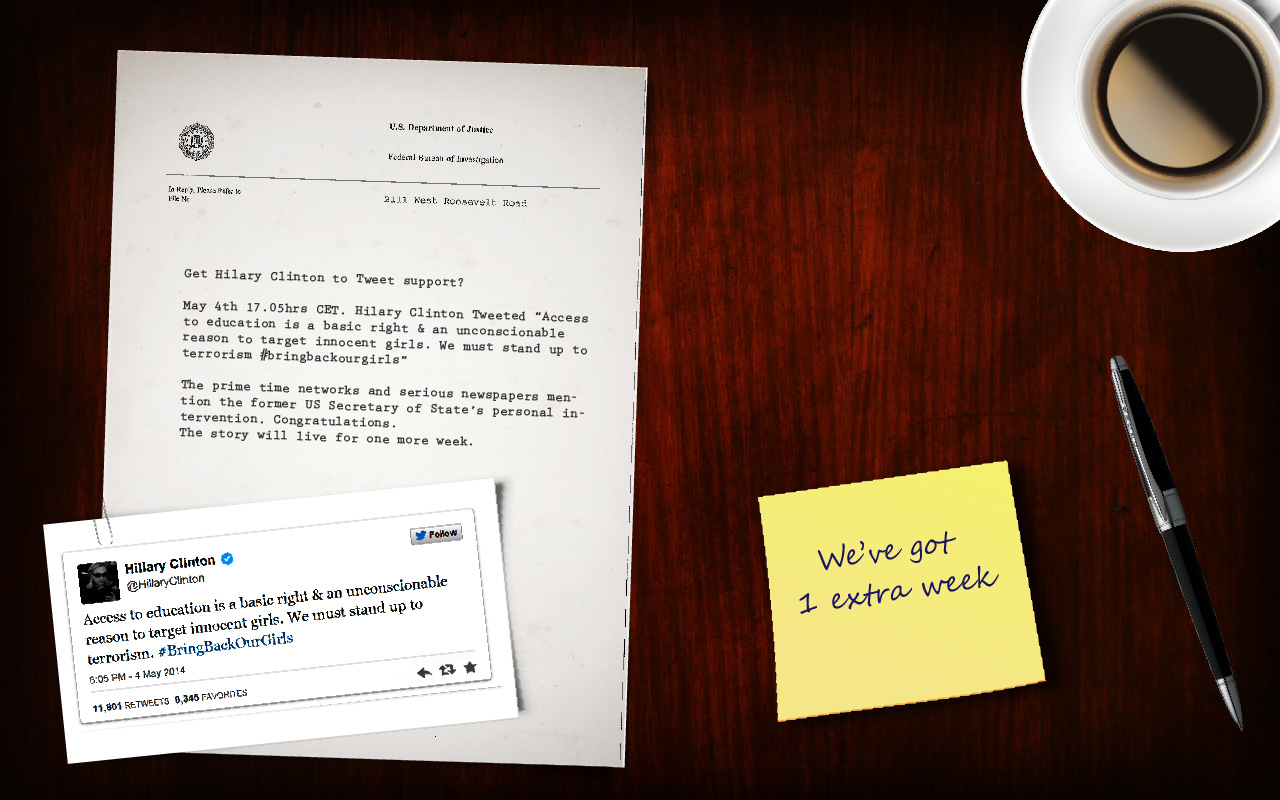 U.S. Department of Justice
Federal Bureau of Investigation
In Reply, Please Refer to
File No.
2111 West Roosevelt Road
Get Hilary Clinton to Tweet support?
May 4th 17.05hrs CET. Hilary Clinton Tweeted “Access
to education is a basic right & an unconscionable
reason to target innocent girls. We must stand up to
terrorism #bringbackourgirls”
The prime time networks and serious newspapers men-
tion the former US Secretary of State's personal in-
tervention. Congratulations.
The story will live for one more week.
Hillary Clinton
@HillaryClinton
Follow
Access to education is a basic right & an unconscionable
reason to target innocent girls. We must stand up to
terrorism. #BringBackOurGirls
6:05 PM - 4 May 2014
11,801 RETWEETS 6,345 FAVORITES
We've got
1 extra week